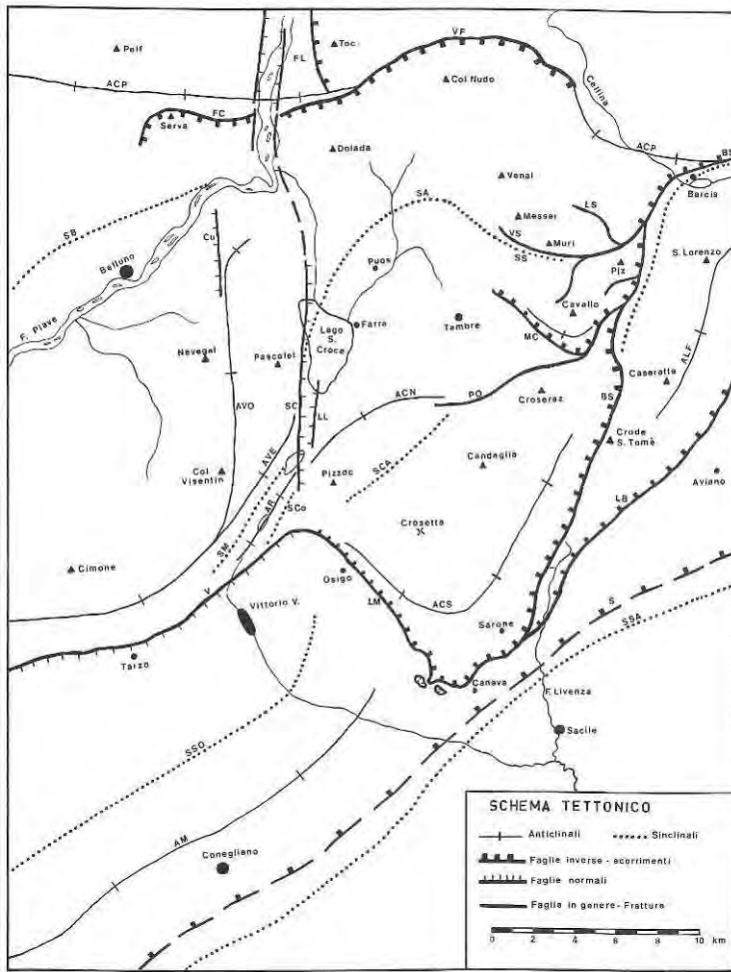 VF
Pelf
Toc
FL
Col Nudo
Cellina
ACP
FC
Serva
Dolada
ACP
BS
Barcis
Venal
SA
Messer
LS
VS
Muri
SS
SB
Cu
Belluno
Puos
Piz
S. Lorenzo
F. Piave
Cavallo
Lago
S.
Croce
Farra
Tambre
MC
Nevegal
Pascolet
ALF
Caseratte
AVO
SC
LL
ACN
PO
Croseraz
BS
Crode
S. Tomè
AVE
SCA
Candaglia
Col
Visentin
Pizzoc
LB
Aviano
AR
SCo
SM
Crosetta
Cimone
Osigo
V
LM
ACS
S
Vittorio V.
Sarone
SSA
Tarzo
Caneva
F. Livenza
Sacile
SSO
AM
Conegliano
SCHEMA TETTONICO
Anticlinali Sinclinali
Faglie inverse - scorrimenti
Faglie normali
Faglie in genere - Fratture
0 2 4 6 8 10 km